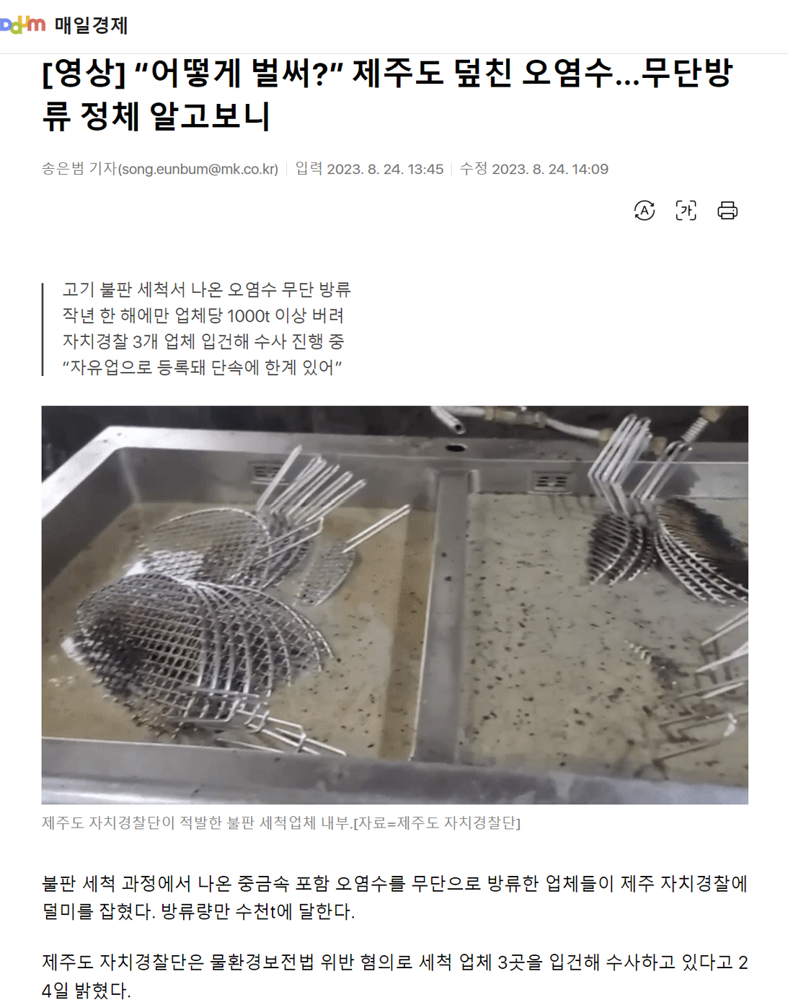 Daum 매일경제
[영상] “어떻게 벌써?” 제주도 덮친 오염수…무단방
류 정체 알고보니
송은범 기자(song.eunbum@mk.co.kr) 입력 2023. 8. 24. 13:45 수정 2023. 8. 24. 14:09
A 가
고기 불판 세척서 나온 오염수 무단 방류
작년 한 해에만 업체당 1000t 이상 버려
자치경찰 3개 업체 입건해 수사 진행 중
“자유업으로 등록돼 단속에 한계 있어”
제주도 자치경찰단이 적발한 불판 세척업체 내부.[자료=제주도 자치경찰단]
불판 세척 과정에서 나온 중금속 포함 오염수를 무단으로 방류한 업체들이 제주 자치경찰에
덜미를 잡혔다. 방류량만 수천t에 달한다.
제주도 자치경찰단은 물환경보전법 위반 혐의로 세척 업체 3곳을 입건해 수사하고 있다고 2
4일 밝혔다.